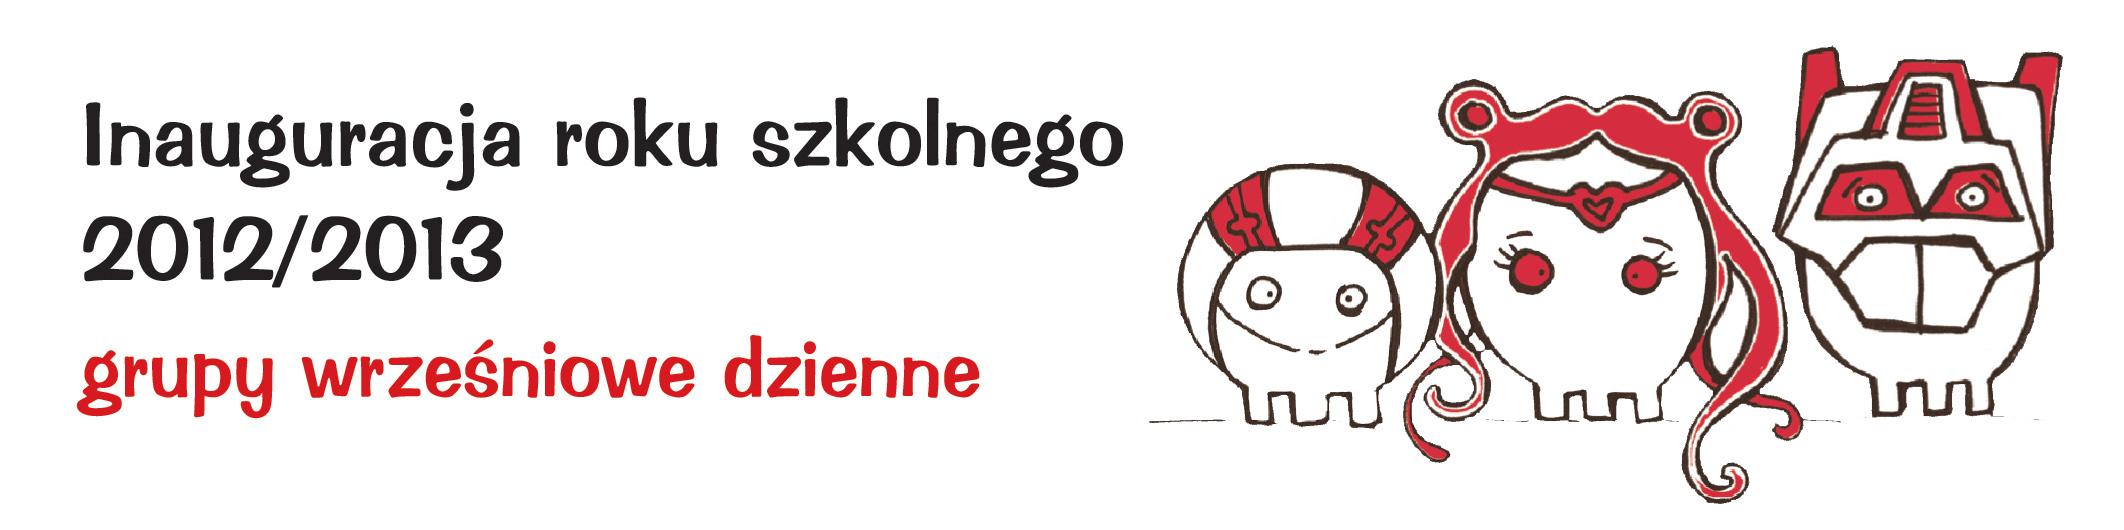 Inauguracja roku szkolnego
2012/2013
grupy wrześniowe dzienne